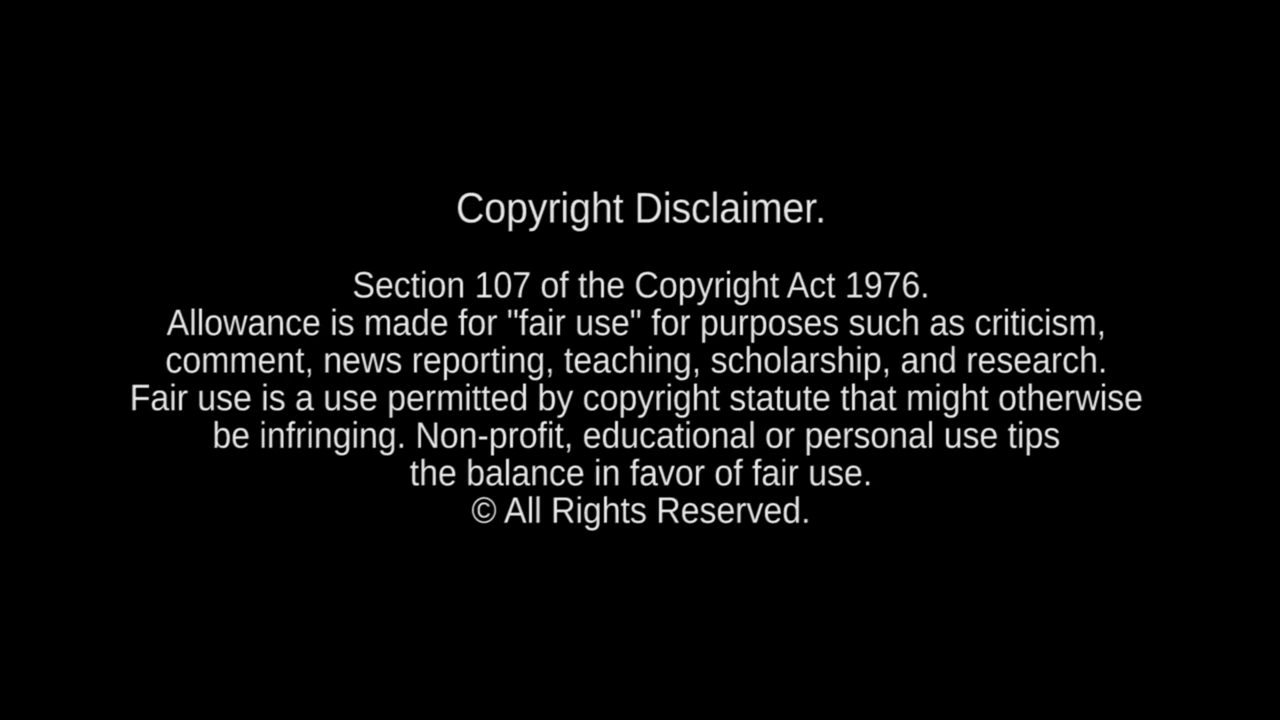 Copyright Disclaimer.
Section 107 of the Copyright Act 1976.
Allowance is made for "fair use" for purposes such as criticism,
comment, news reporting, teaching, scholarship, and research.
Fair use is a use permitted by copyright statute that might otherwise
be infringing. Non-profit, educational or personal use tips
the balance in favor of fair use.
© All Rights Reserved.